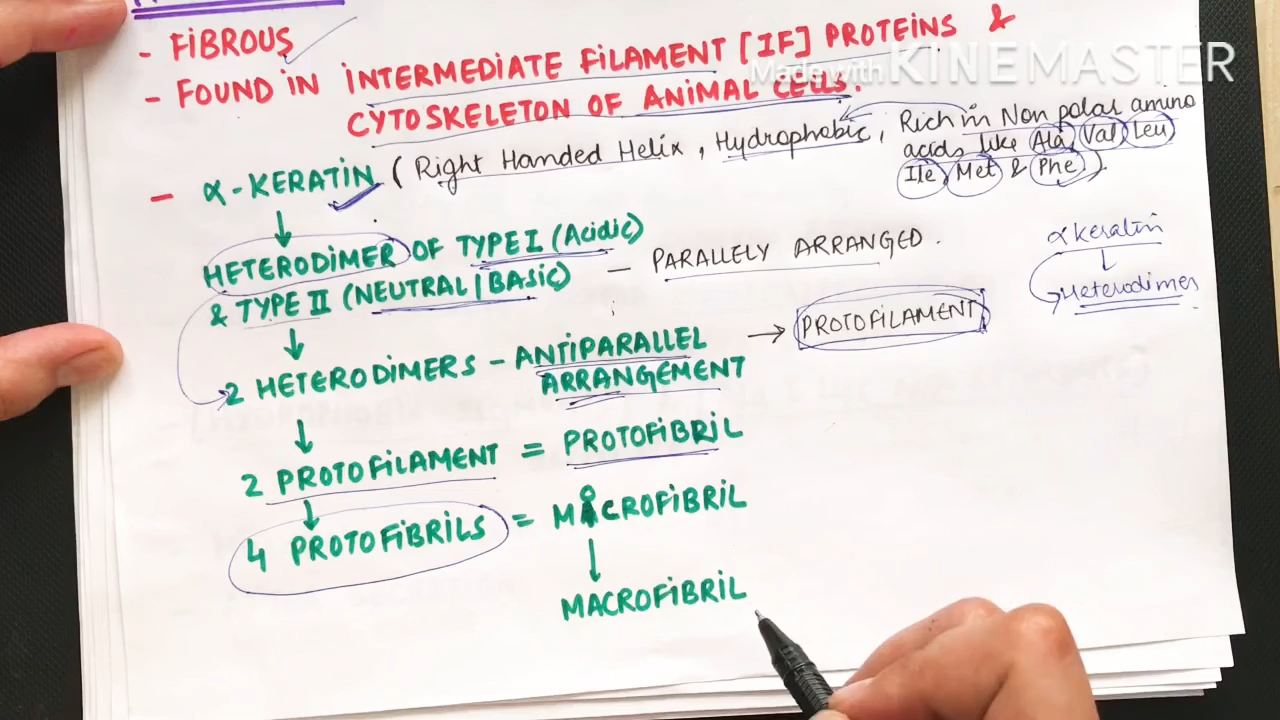 - FIBROUS
- FOUND IN INTERMEDIATE FILAMENT [IF] PROTEINS &
CYTOSKELETON OF ANIMAL CELLS.
Made with KINEMASTER
- α-KERATIN (Right Handed Helix, Hydrophobic, Rich in Non polar amino
acids like Ala, Val, Leu
Ile, Met & Phe).
HETERODIMER OF TYPE I (Acidic)
& TYPE II (NEUTRAL/BASIC) — PARALLELY ARRANGED.
α keratin
Heterodimer
2 HETERODIMERS - ANTIPARALLEL
ARRANGEMENT → PROTOFILAMENT
2 PROTOFILAMENT = PROTOFIBRIL
4 PROTOFIBRILS = MICROFIBRIL
MACROFIBRIL